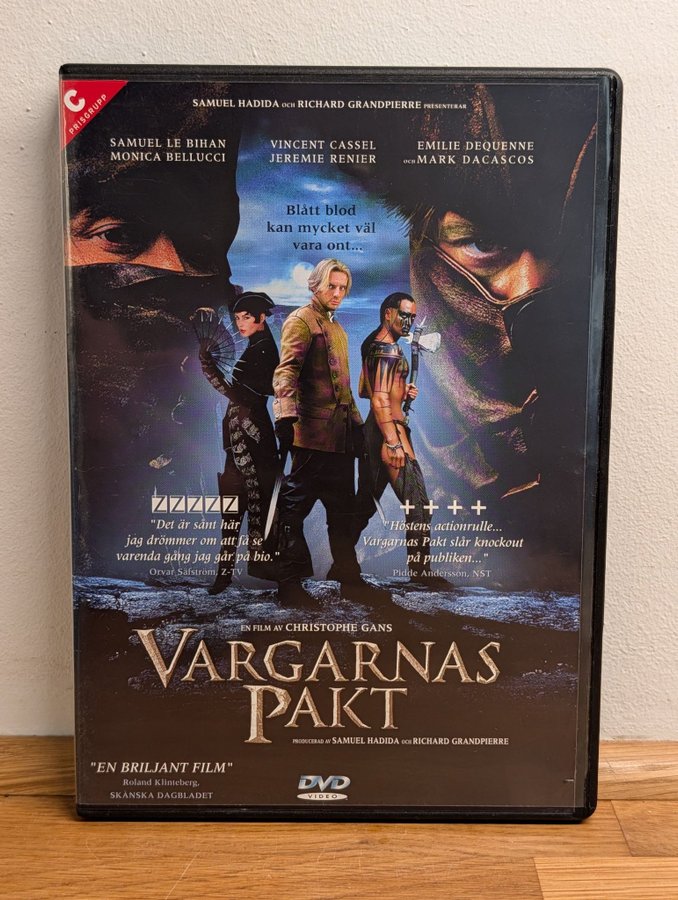 C
PRISGRUPP
SAMUEL HADIDA OCH RICHARD GRANDPIERRE PRESENTERAR
SAMUEL LE BIHAN
MONICA BELLUCCI
VINCENT CASSEL
JEREMIE RENIER
EMILIE DEQUENNE
OCH MARK DACASCOS
Blått blod
kan mycket väl
vara ont...
ZZZZZ
"Det är sånt här
jag drömmer om att få se
varenda gång jag går på bio."
Orvar Säfström, Z-TV
++++
"Höstens actionrulle...
Vargarnas Pakt slår knockout
på publiken..."
Pidde Andersson, NST
EN FILM AV CHRISTOPHE GANS
VARGARNAS
PAKT
PRODUCERAD AV SAMUEL HADIDA OCH RICHARD GRANDPIERRE
"EN BRILJANT FILM"
Roland Klinteberg,
SKÅNSKA DAGBLADET
DVD
VIDEO